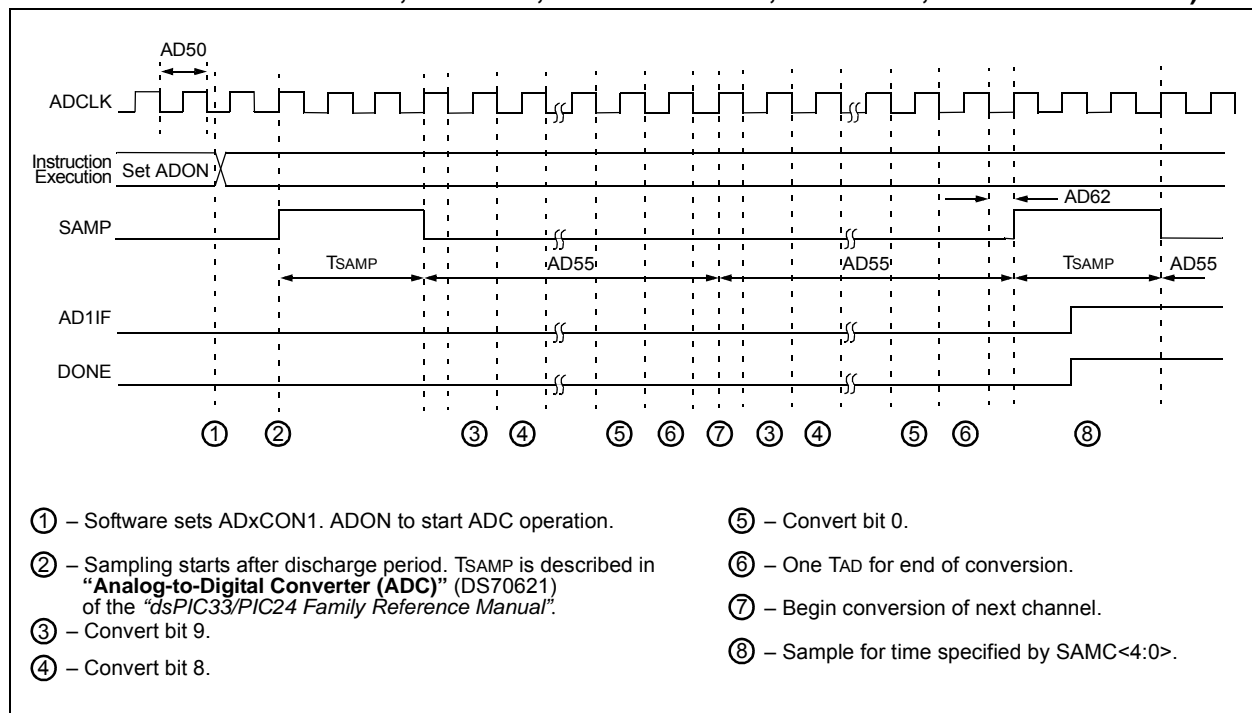 AD50
ADCLK
Instruction
Execution
Set ADON
AD62
SAMP
TSAMP
AD55
AD55
TSAMP
AD55
AD1IF
DONE
1 2 3 4 5 6 7 3 4 5 6 8
1 – Software sets ADxCON1. ADON to start ADC operation.
2 – Sampling starts after discharge period. TSAMP is described in
“Analog-to-Digital Converter (ADC)” (DS70621)
of the “dsPIC33/PIC24 Family Reference Manual”.
3 – Convert bit 9.
4 – Convert bit 8.
5 – Convert bit 0.
6 – One TAD for end of conversion.
7 – Begin conversion of next channel.
8 – Sample for time specified by SAMC<4:0>.